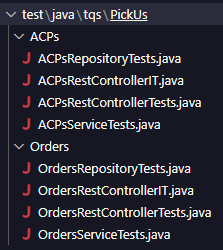 test\java\tqs\PickUs
ACPs
ACPsRepositoryTests.java
ACPsRestControllerIT.java
ACPsRestControllerTests.java
ACPsServiceTests.java
Orders
OrdersRepositoryTests.java
OrdersRestControllerIT.java
OrdersRestControllerTests.java
OrdersServiceTests.java